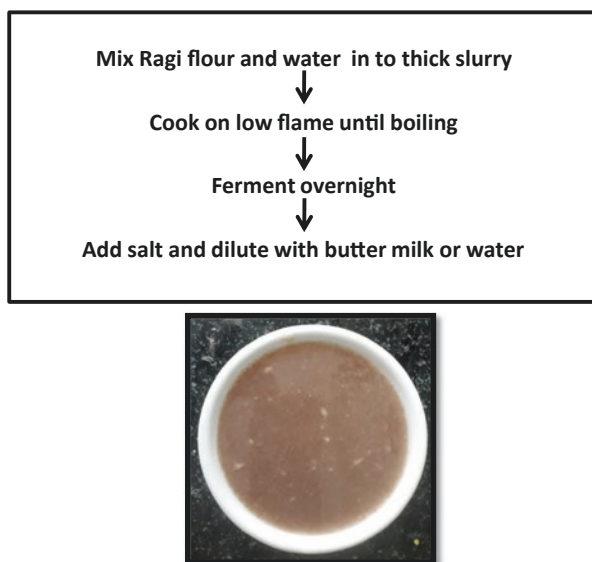 Mix Ragi flour and water in to thick slurry
Cook on low flame until boiling
Ferment overnight
Add salt and dilute with butter milk or water